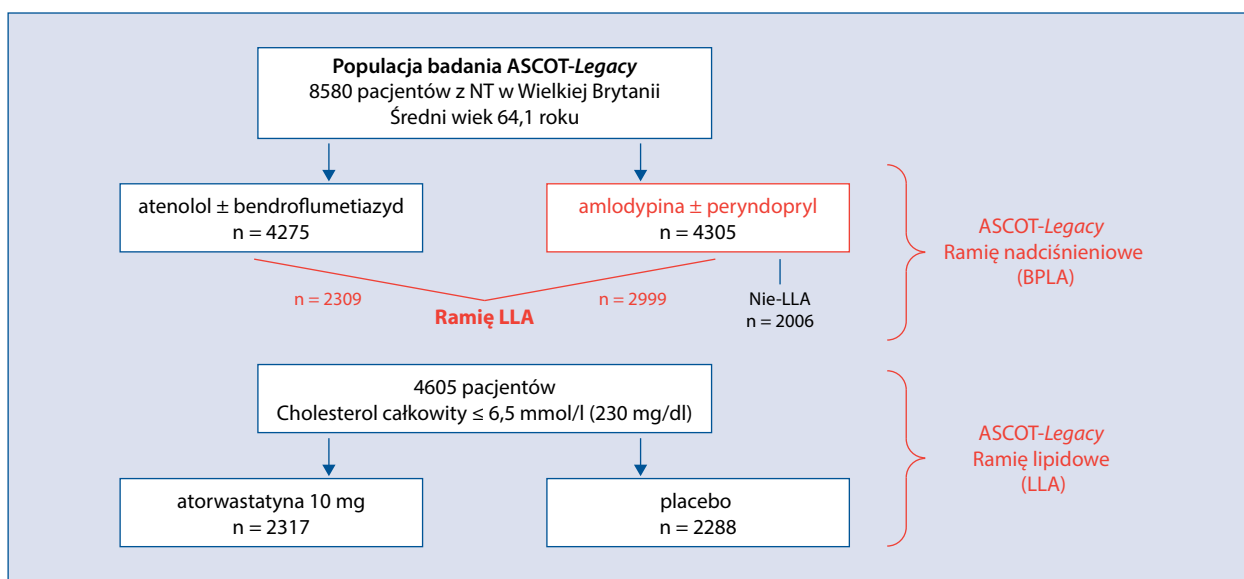 Populacja badania ASCOT-Legacy
8580 pacjentów z NT w Wielkiej Brytanii
Średni wiek 64,1 roku
atenolol ± bendroflumetiazyd
n = 4275
amlodypina ± peryndopryl
n = 4305
ASCOT-Legacy
Ramię nadciśnieniowe
(BPLA)
n = 2309
Ramię LLA
n = 2999
Nie-LLA
n = 2006
4605 pacjentów
Cholesterol całkowity ≤ 6,5 mmol/l (230 mg/dl)
ASCOT-Legacy
Ramię lipidowe
(LLA)
atorwastatyna 10 mg
n = 2317
placebo
n = 2288